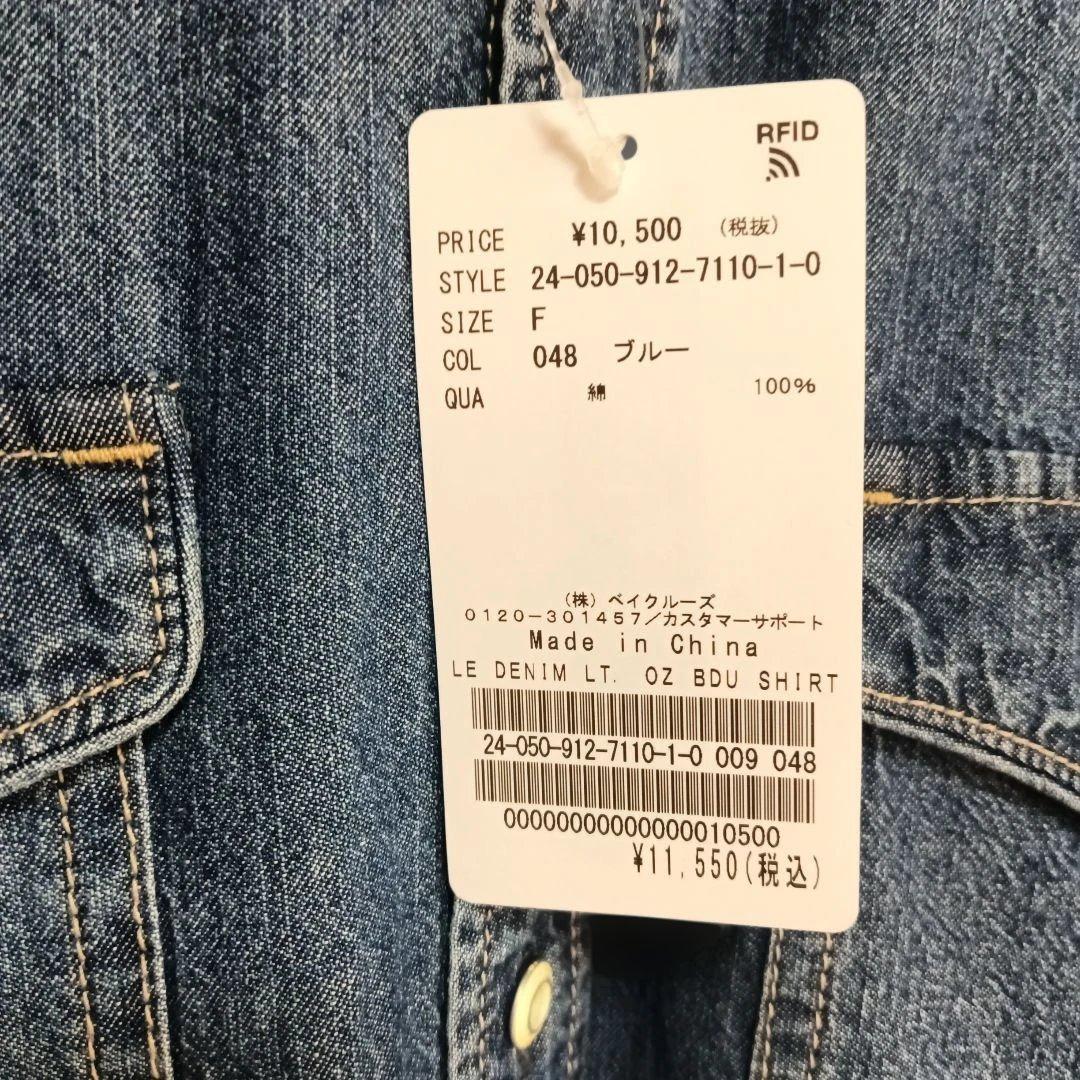 RFID
PRICE ¥10,500 (税抜)
STYLE 24-050-912-7110-1-0
SIZE F
COL 048 ブルー
QUA 綿 100%
(株) ベイクルーズ
0120-301457/カスタマーサポート
Made in China
LE DENIM LT. OZ BDU SHIRT
24-050-912-7110-1-0 009 048
00000000000000010500
¥11,550(税込)